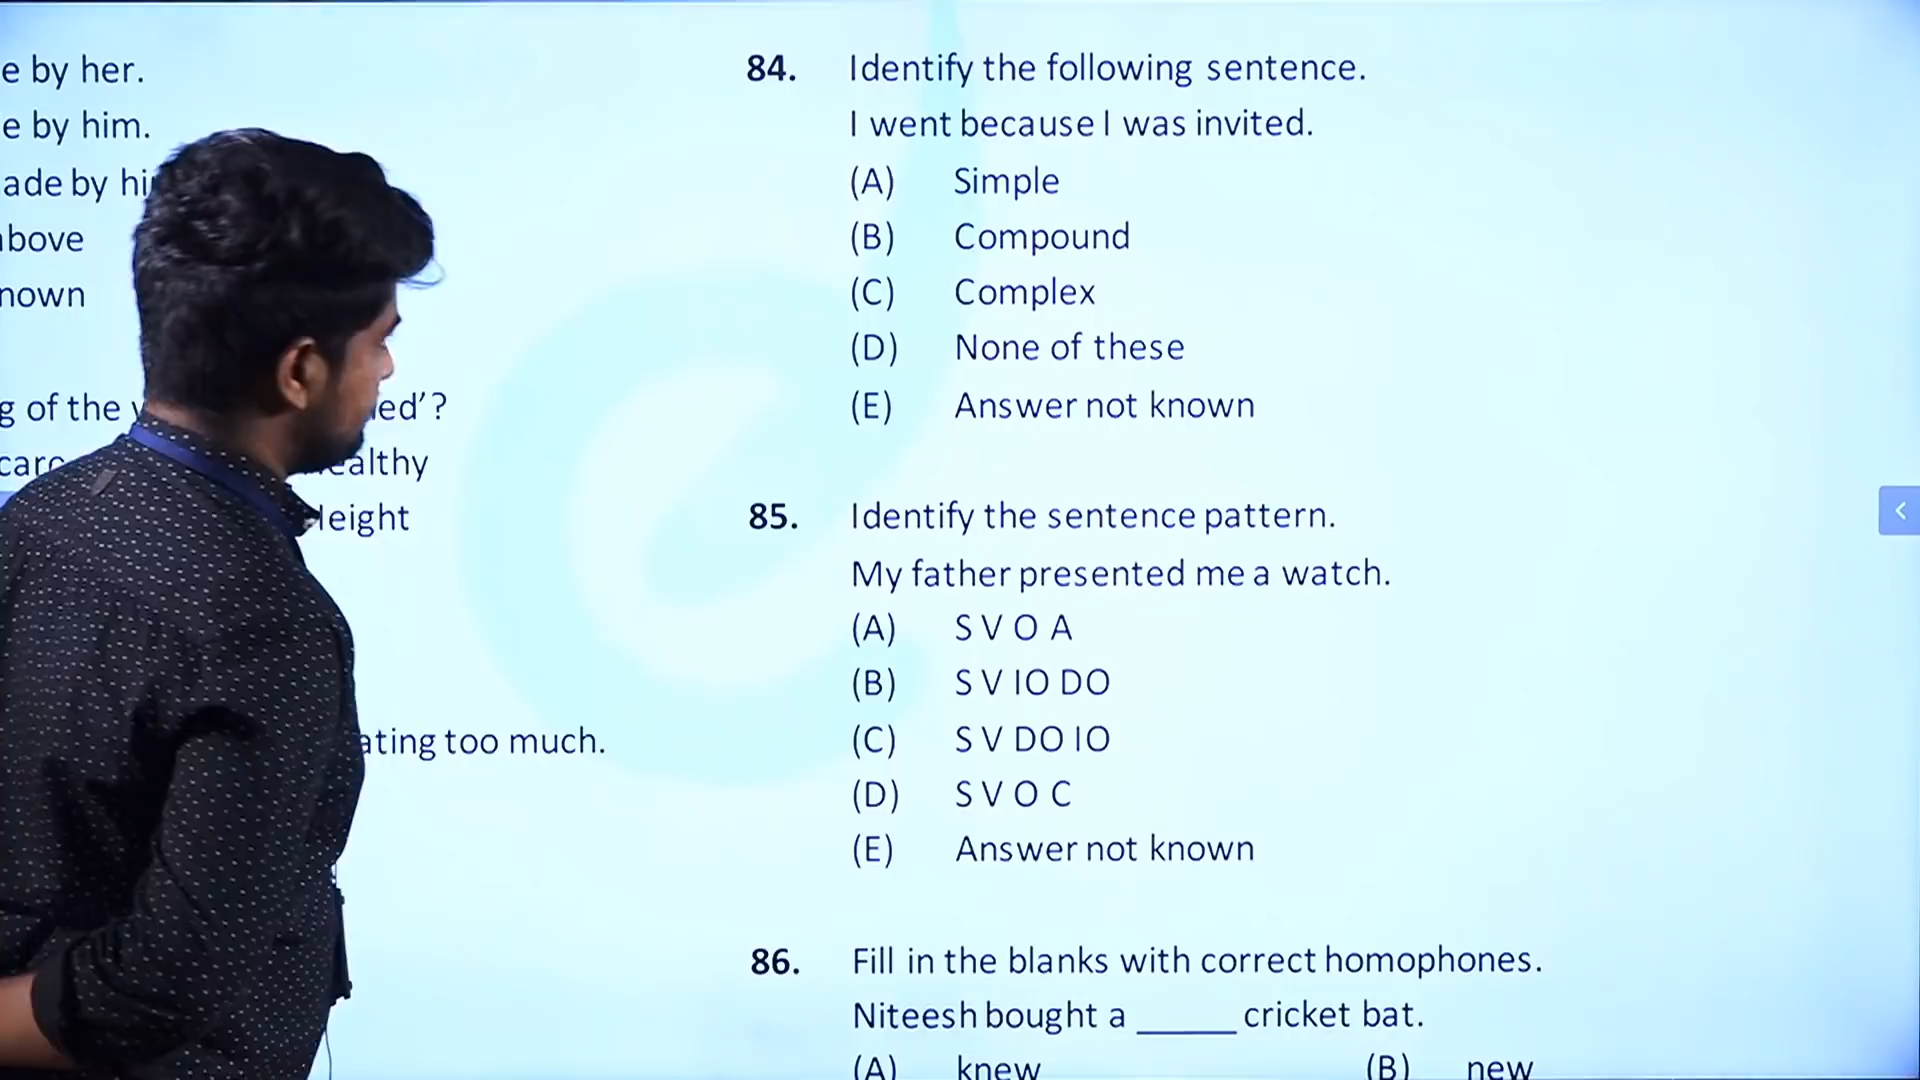 e by her.
e by him.
ade by
above
nown
g of the ed’?
ealthy
eight
ating too much.
84. Identify the following sentence.
I went because I was invited.
(A) Simple
(B) Compound
(C) Complex
(D) None of these
(E) Answer not known
85. Identify the sentence pattern.
My father presented me a watch.
(A) S V O A
(B) S V IO DO
(C) S V DO IO
(D) S V O C
(E) Answer not known
86. Fill in the blanks with correct homophones.
Niteesh bought a ______ cricket bat.
(A) knew (B) new